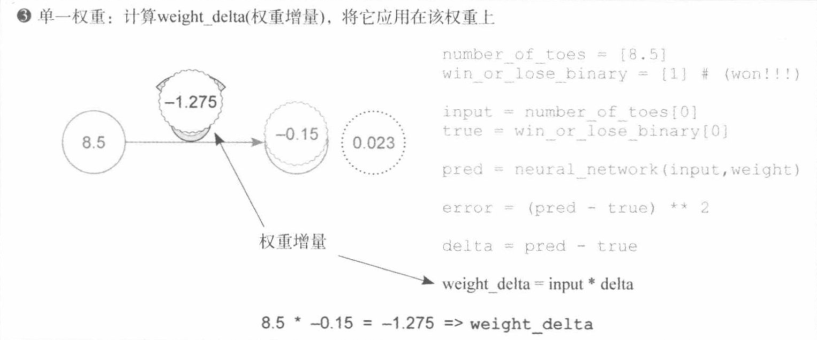 ❸ 单一权重：计算weight_delta(权重增量)，将它应用在该权重上
number_of_toes = [8.5]
win_or_lose_binary = [1] # (won!!!)
input = number_of_toes[0]
true = win_or_lose_binary[0]
pred = neural_network(input,weight)
error = (pred - true) ** 2
delta = pred - true
weight_delta = input * delta
–1.275
8.5
–0.15
0.023
权重增量
8.5 * –0.15 = –1.275 => weight_delta